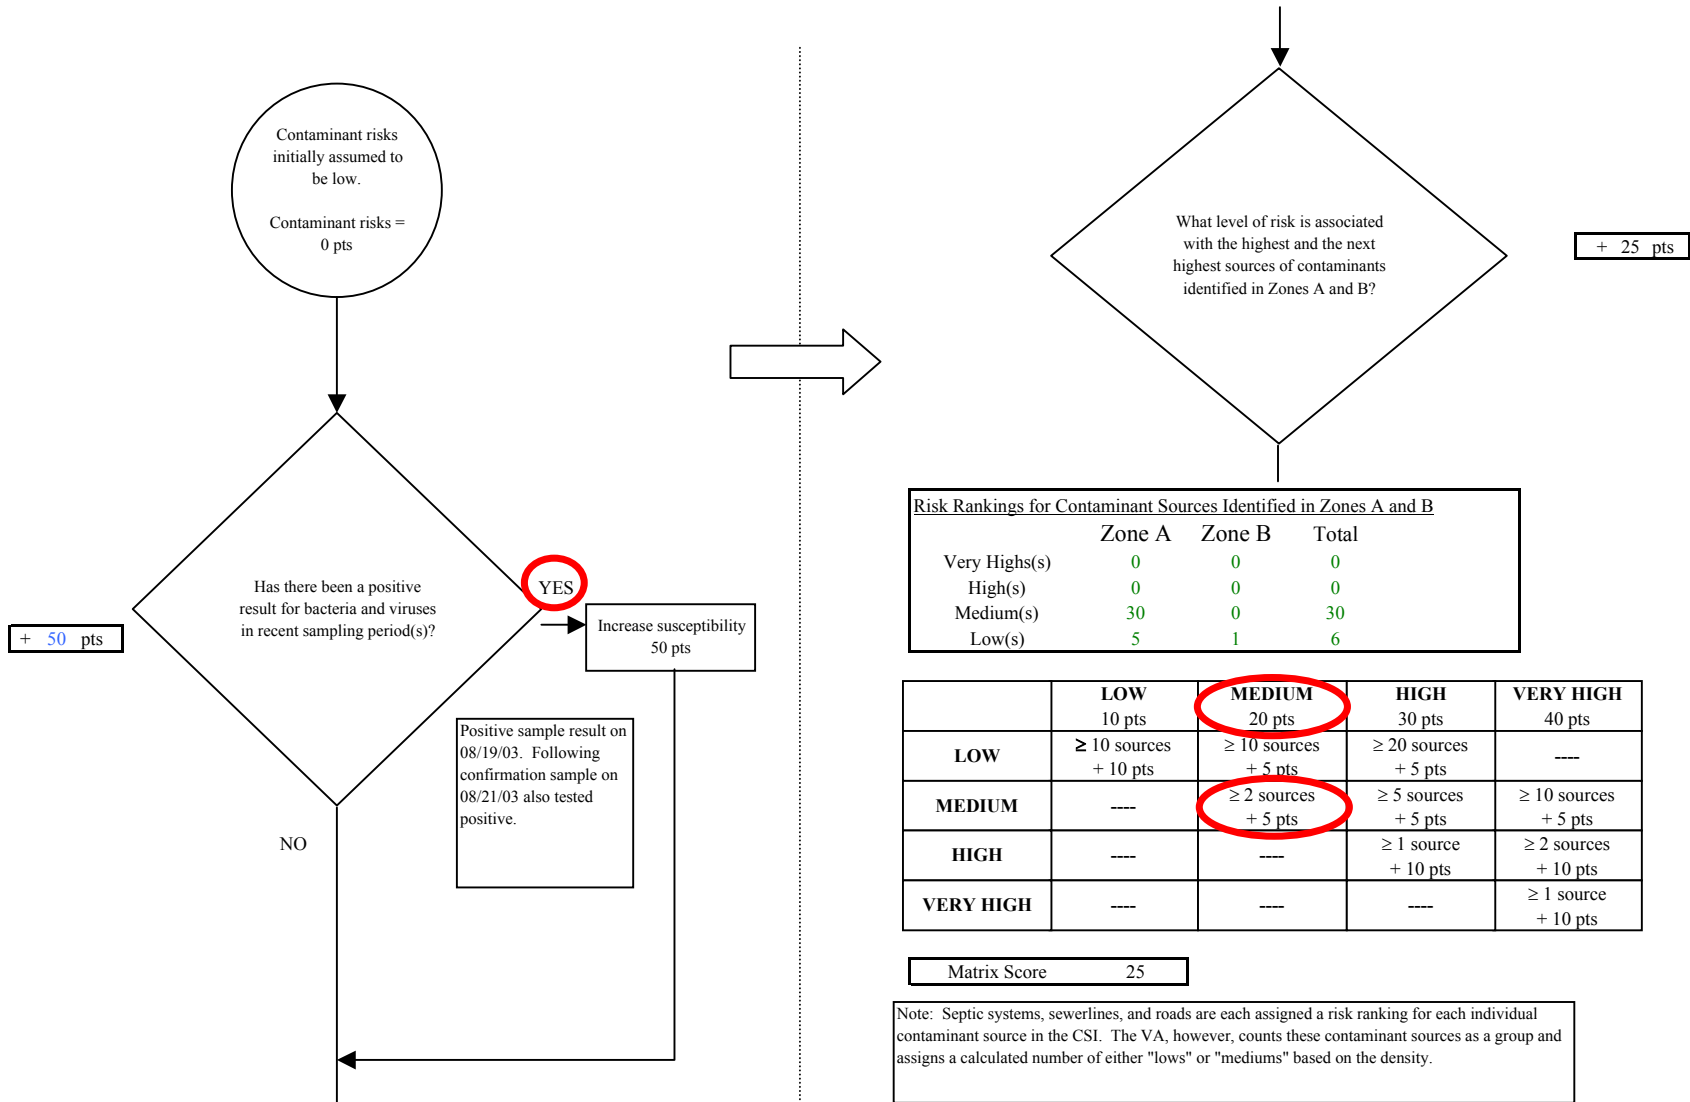 Contaminant risks
initially assumed to
be low.
Contaminant risks =
0 pts
Has there been a positive
result for bacteria and viruses
in recent sampling period(s)?
+ 50 pts
YES
Increase susceptibility
50 pts
Positive sample result on
08/19/03. Following
confirmation sample on
08/21/03 also tested
positive.
NO
What level of risk is associated
with the highest and the next
highest sources of contaminants
identified in Zones A and B?
+ 25 pts
Risk Rankings for Contaminant Sources Identified in Zones A and B
Zone A Zone B Total
Very Highs(s) 0 0 0
High(s) 0 0 0
Medium(s) 30 0 30
Low(s) 5 1 6
LOW MEDIUM HIGH VERY HIGH
10 pts 20 pts 30 pts 40 pts
LOW ≥ 10 sources ≥ 10 sources ≥ 20 sources ----
+ 10 pts + 5 pts + 5 pts
MEDIUM ---- ≥ 2 sources ≥ 5 sources ≥ 10 sources
+ 5 pts + 5 pts + 5 pts
HIGH ---- ---- ≥ 1 source ≥ 2 sources
+ 10 pts + 10 pts
VERY HIGH ---- ---- ---- ≥ 1 source
+ 10 pts
Matrix Score 25
Note: Septic systems, sewerlines, and roads are each assigned a risk ranking for each individual
contaminant source in the CSI. The VA, however, counts these contaminant sources as a group and
assigns a calculated number of either "lows" or "mediums" based on the density.